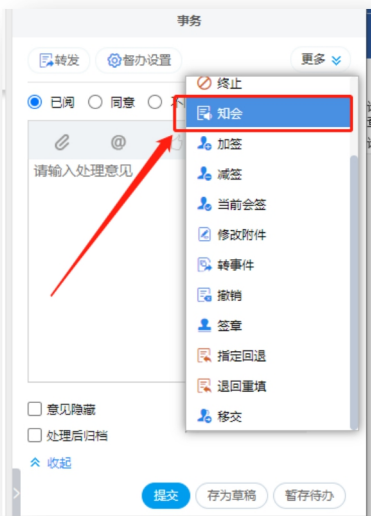 事务
转发 督办设置 更多
终止
已阅 同意 不
知会
加签
@
减签
请输入处理意见
当前会签
修改附件
转事件
撤销
签章
指定回退
退回重填
意见隐藏
移交
处理后归档
收起
提交 存为草稿 暂存待办